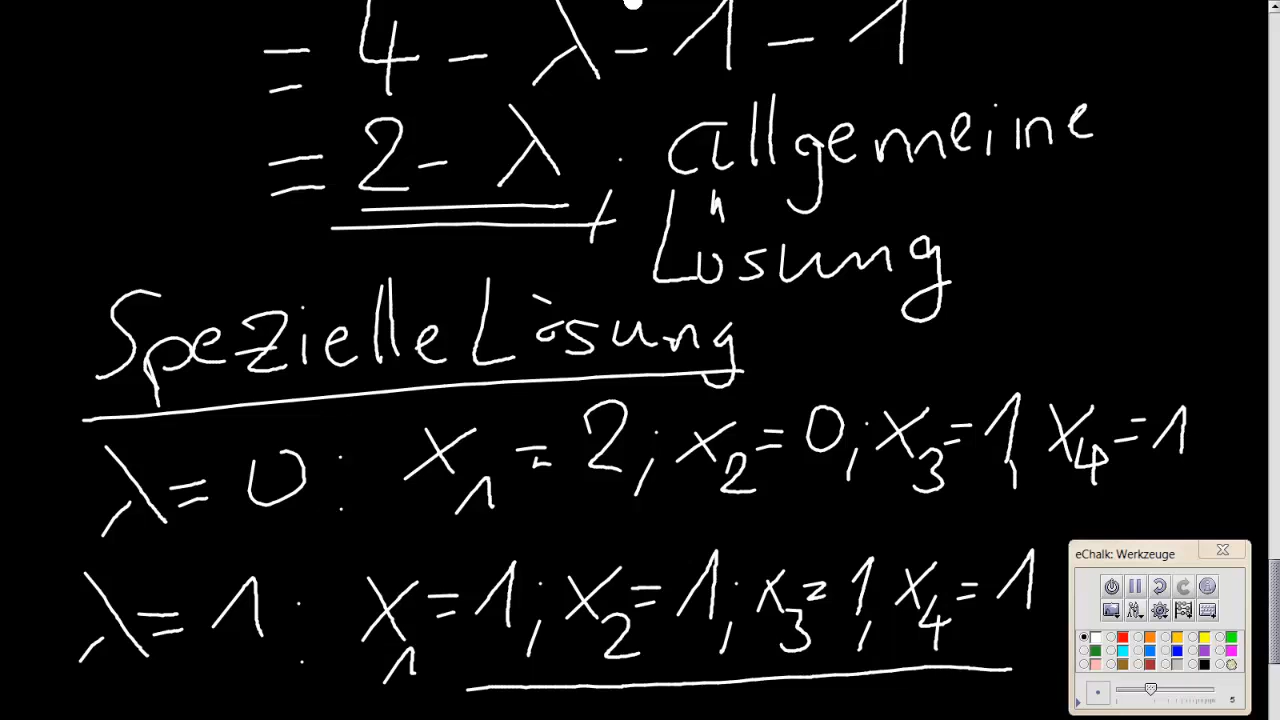 = 4 - λ - 1 - 1
= 2 - λ ; allgemeine
Lösung
Spezielle Lösung
λ = 0 : x₁ = 2; x₂ = 0; x₃ = 1, x₄ = 1
λ = 1 : x₁ = 1; x₂ = 1; x₃ = 1, x₄ = 1
eChalk: Werkzeuge
5